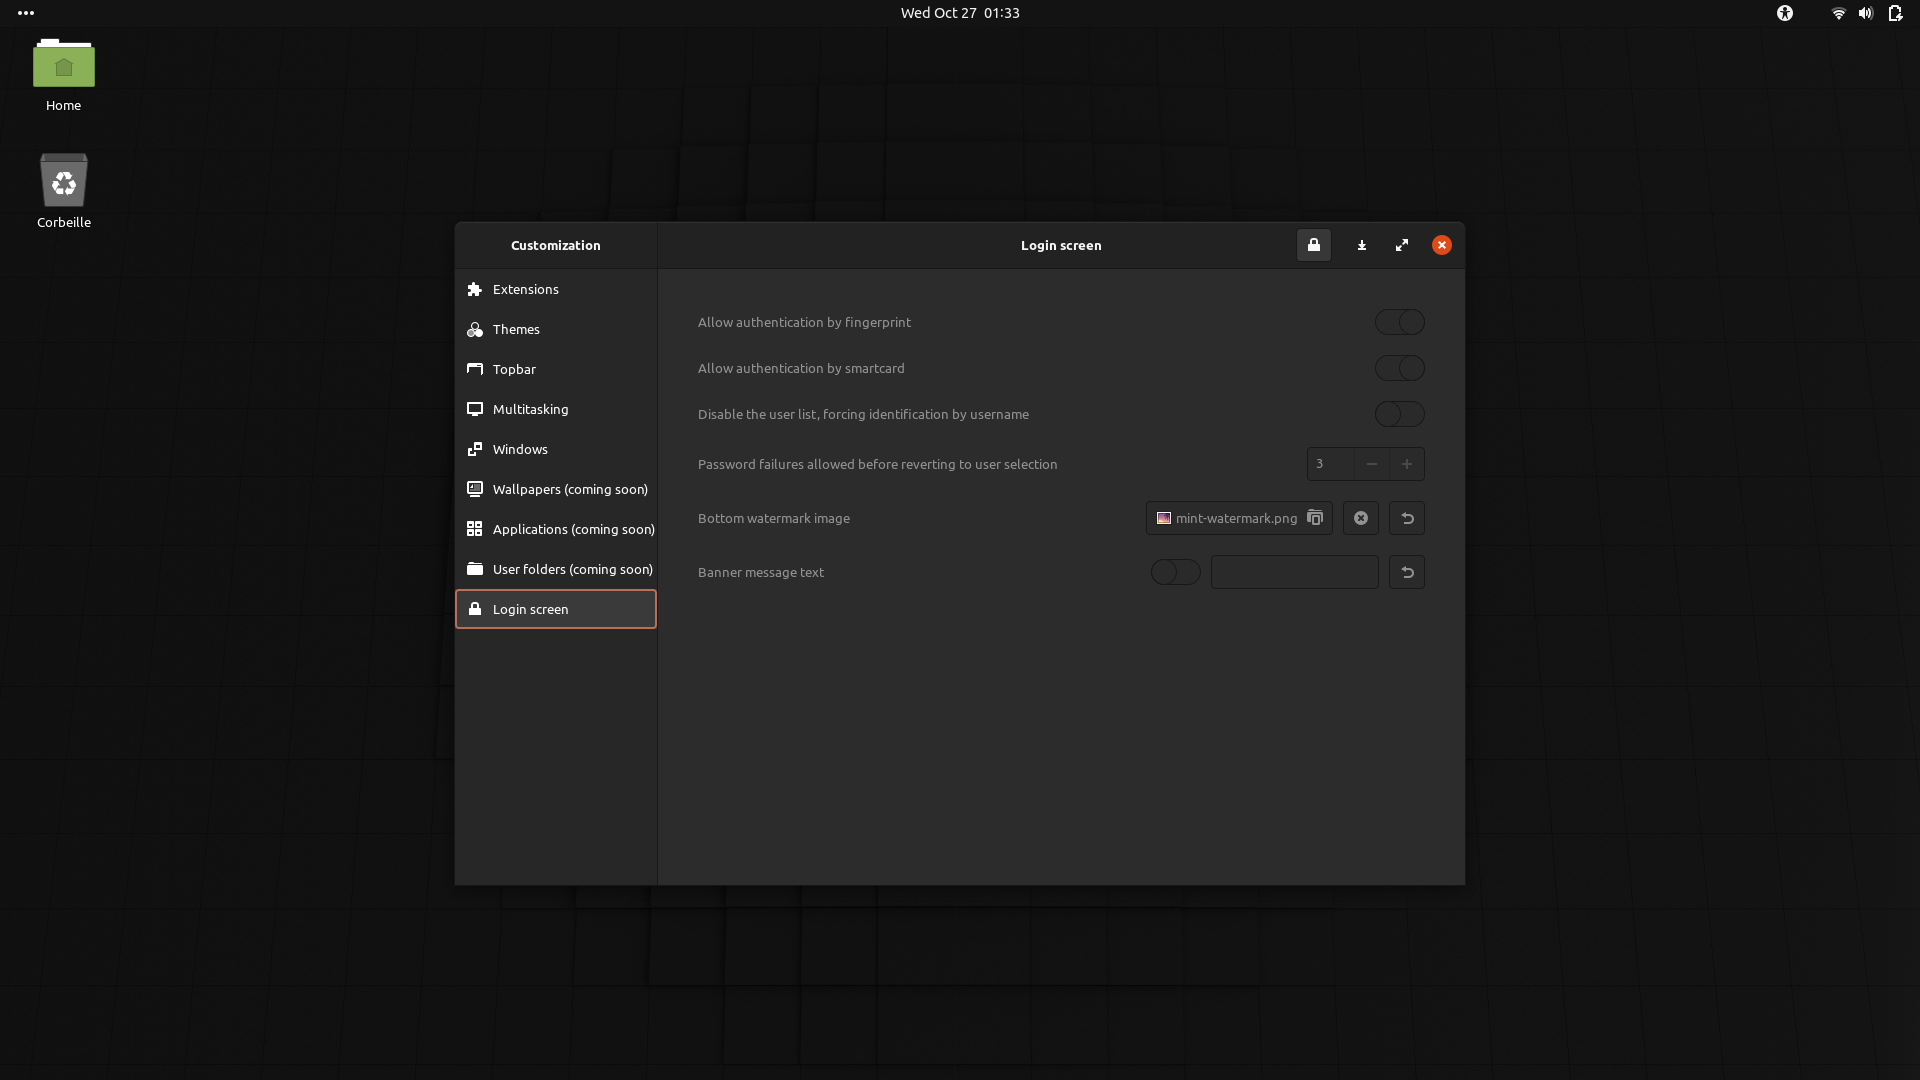 Wed Oct 27 01:33
Home
Corbeille
Customization
Login screen
Extensions
Themes
Topbar
Multitasking
Windows
Wallpapers (coming soon)
Applications (coming soon)
User folders (coming soon)
Login screen
Allow authentication by fingerprint
Allow authentication by smartcard
Disable the user list, forcing identification by username
Password failures allowed before reverting to user selection
3
Bottom watermark image
mint-watermark.png
Banner message text